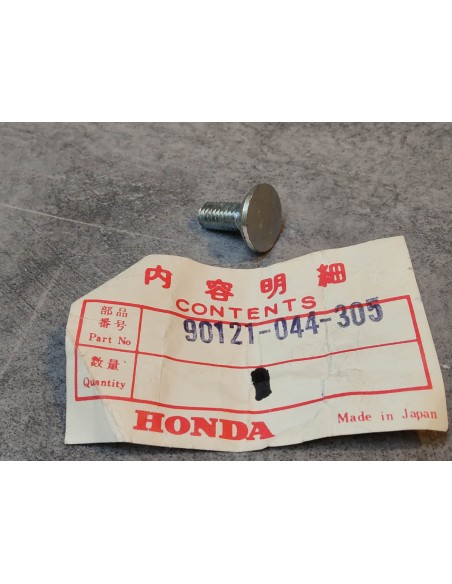 内容明細
CONTENTS
部品番号
Part No
90121-044-305
数量
Quantity
HONDA
Made in Japan